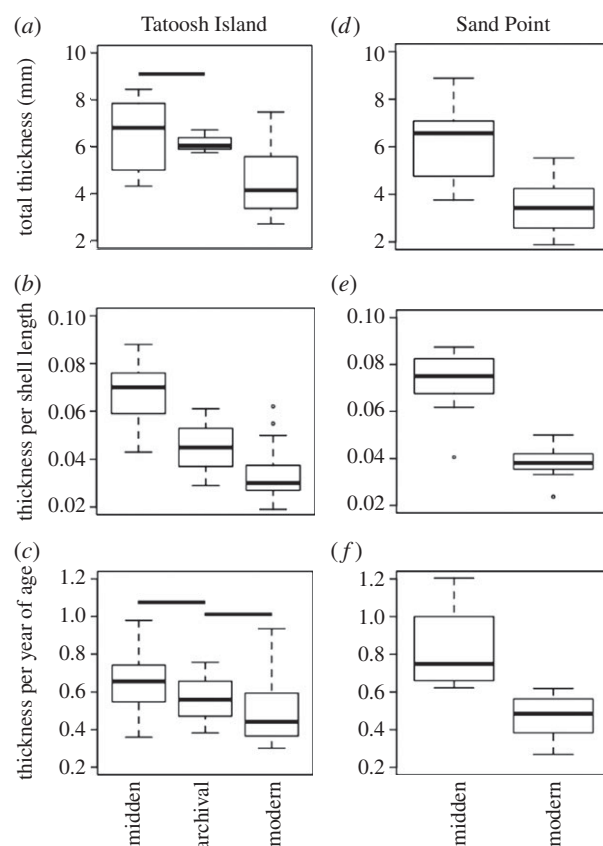 (a) Tatoosh Island (d) Sand Point
total thickness (mm)
10 10
8 8
6 6
4 4
2 2
(b) (e)
thickness per shell length
0.10 0.10
0.08 0.08
0.06 0.06
0.04 0.04
0.02 0.02
(c) (f)
thickness per year of age
1.2 1.2
1.0 1.0
0.8 0.8
0.6 0.6
0.4 0.4
0.2 0.2
midden archival modern midden modern